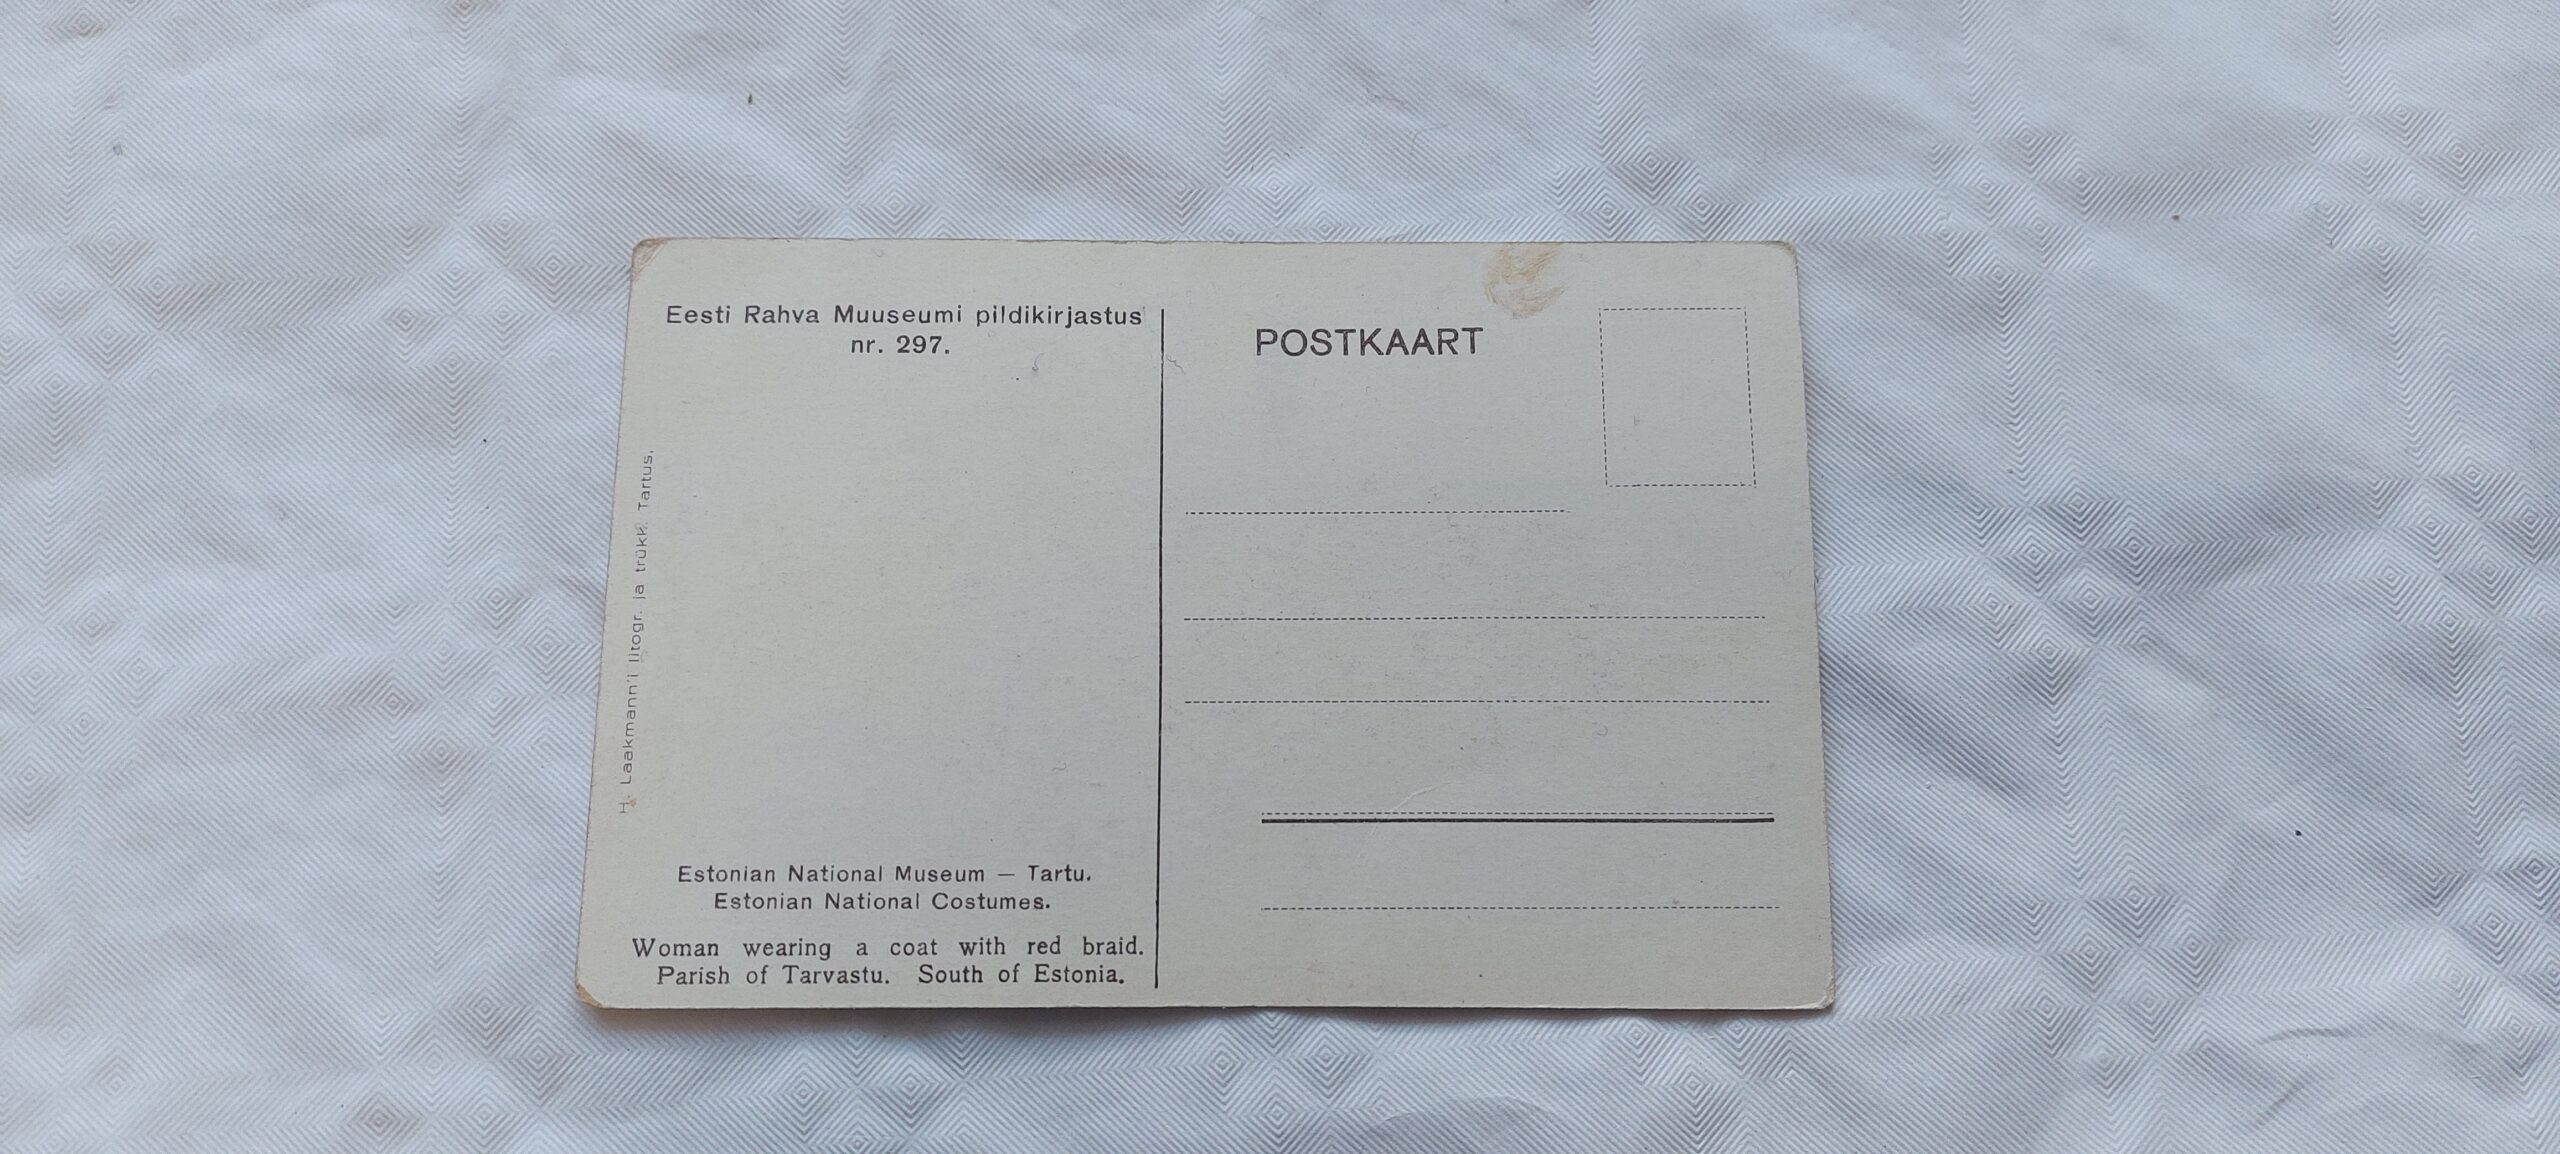 Eesti Rahva Muuseumi pildikirjastus
nr. 297.
POSTKAART
H. Laakmann'i litogr. ja trükk. Tartus.
Estonian National Museum — Tartu.
Estonian National Costumes.
Woman wearing a coat with red braid.
Parish of Tarvastu. South of Estonia.